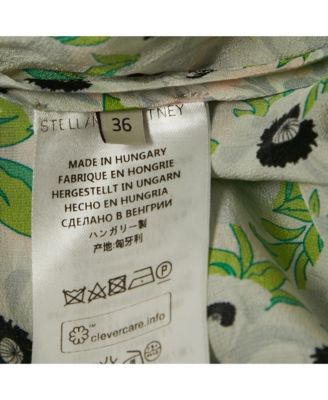 STELLA
36
TNEY
MADE IN HUNGARY
FABRIQUE EN HONGRIE
HERGESTELLT IN UNGARN
HECHO EN HUNGRIA
СДЕЛАНО В ВЕНГРИИ
ハンガリー製
产地:匈牙利
P
clevercare.info